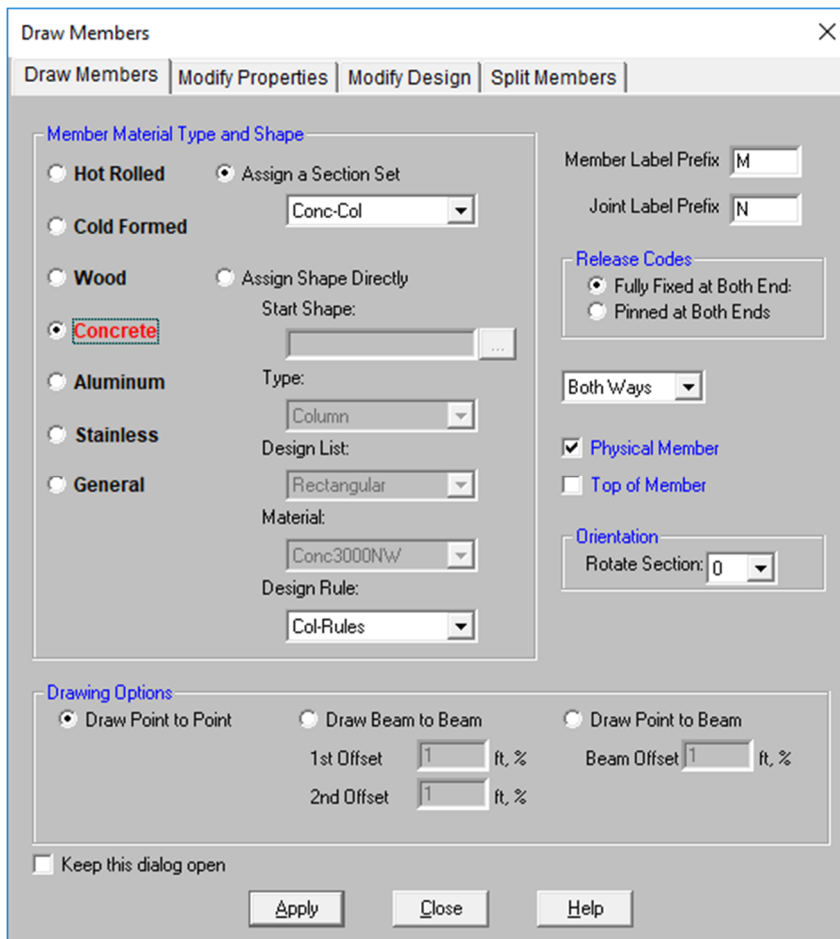 Draw Members
Draw Members Modify Properties Modify Design Split Members
Member Material Type and Shape
Hot Rolled
Cold Formed
Wood
Concrete
Aluminum
Stainless
General
Assign a Section Set
Conc-Col
Assign Shape Directly
Start Shape:
...
Type:
Column
Design List:
Rectangular
Material:
Conc3000NW
Design Rule:
Col-Rules
Member Label Prefix M
Joint Label Prefix N
Release Codes
Fully Fixed at Both End:
Pinned at Both Ends
Both Ways
Physical Member
Top of Member
Orientation
Rotate Section: 0
Drawing Options
Draw Point to Point
Draw Beam to Beam
1st Offset 1 ft, %
2nd Offset 1 ft, %
Draw Point to Beam
Beam Offset 1 ft, %
Keep this dialog open
Apply Close Help